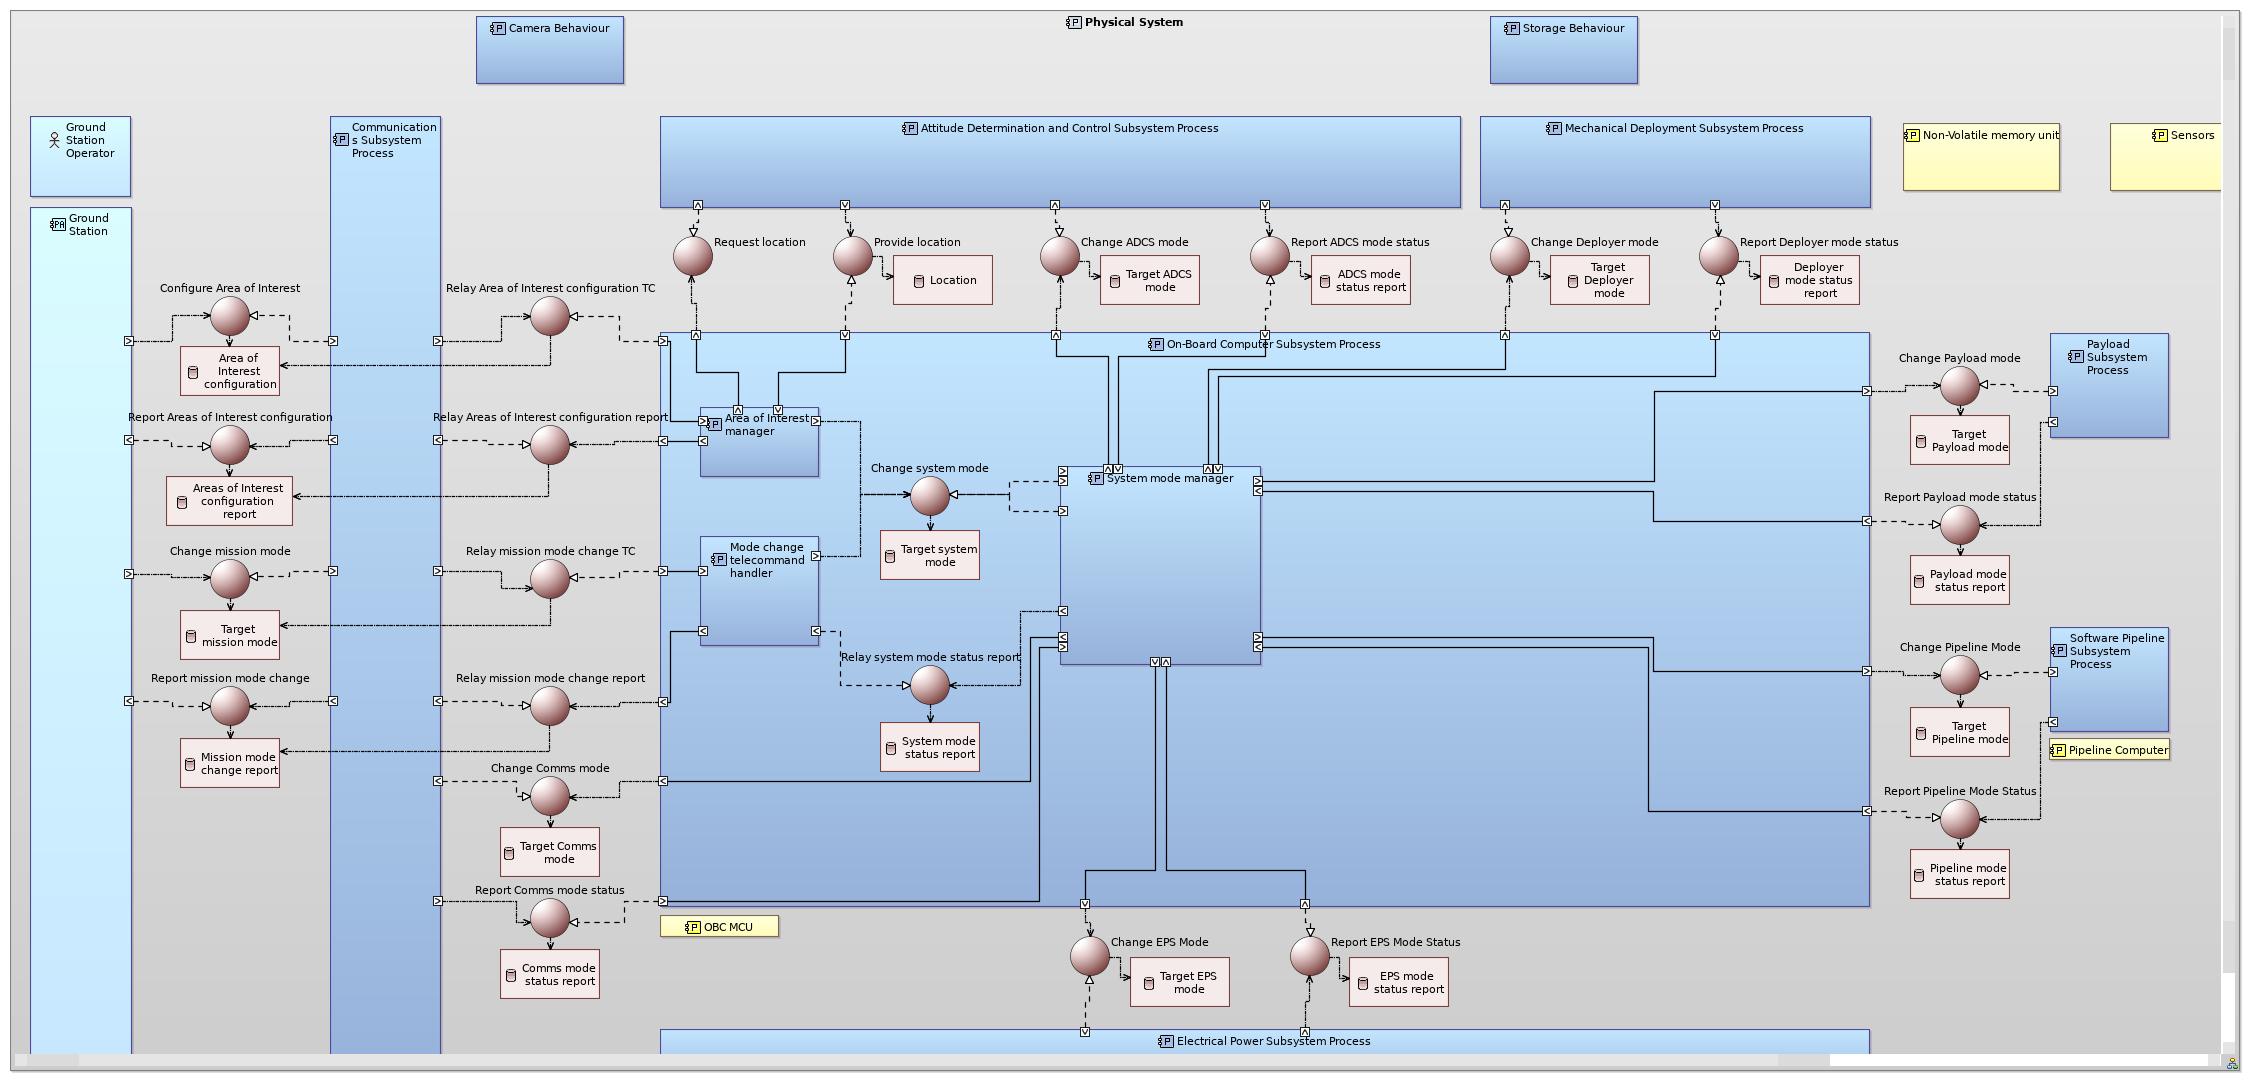 Physical System
Camera Behaviour
Storage Behaviour
Ground
Station
Operator
Communication
s Subsystem
Process
Attitude Determination and Control Subsystem Process
Mechanical Deployment Subsystem Process
Non-Volatile memory unit
Sensors
Ground
Station
Request location
Provide location
Location
Change ADCS mode
Target ADCS
mode
Report ADCS mode status
ADCS mode
status report
Change Deployer mode
Target
Deployer
mode
Report Deployer mode status
Deployer
mode status
report
Configure Area of Interest
Area of
Interest
configuration
Relay Area of Interest configuration TC
On-Board Computer Subsystem Process
Change Payload mode
Target
Payload mode
Payload
Subsystem
Process
Report Areas of Interest configuration
Areas of Interest
configuration
report
Relay Areas of Interest configuration report
Area of Interest
manager
Change system mode
Target system
mode
System mode manager
Report Payload mode status
Payload mode
status report
Change mission mode
Target
mission mode
Relay mission mode change TC
Mode change
telecommand
handler
Relay system mode status report
System mode
status report
Change Pipeline Mode
Target
Pipeline mode
Software Pipeline
Subsystem
Process
Pipeline Computer
Report mission mode change
Mission mode
change report
Relay mission mode change report
Change Comms mode
Target Comms
mode
Report Pipeline Mode Status
Pipeline mode
status report
Report Comms mode status
Comms mode
status report
OBC MCU
Change EPS Mode
Target EPS
mode
Report EPS Mode Status
EPS mode
status report
Electrical Power Subsystem Process